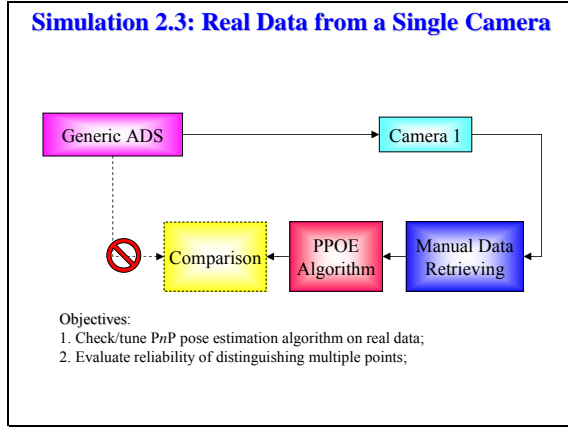 Simulation 2.3: Real Data from a Single Camera
Generic ADS
Camera 1
Comparison
PPOE
Algorithm
Manual Data
Retrieving
Objectives:
1. Check/tune PnP pose estimation algorithm on real data;
2. Evaluate reliability of distinguishing multiple points;